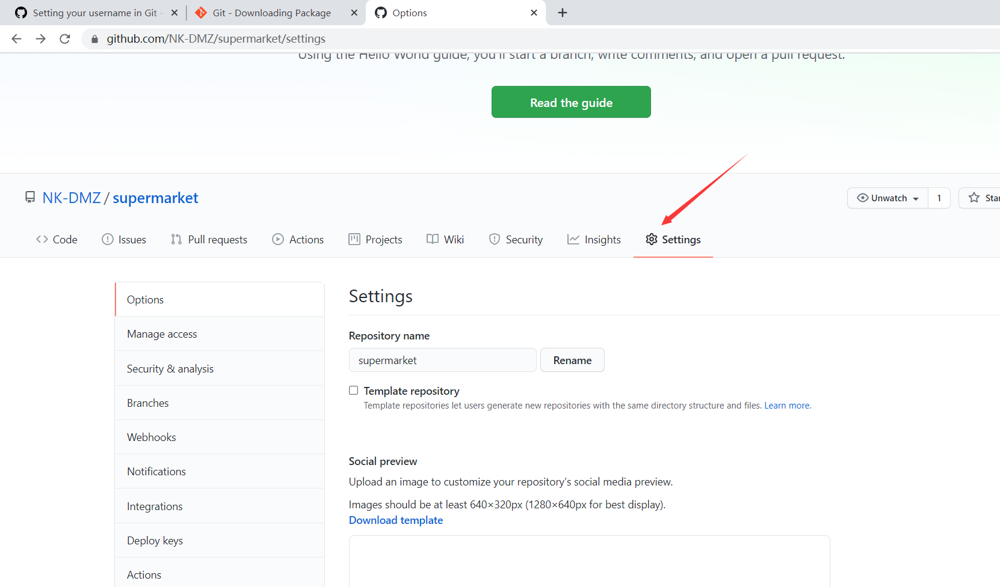 Setting your username in Git -
Git - Downloading Package
Options
github.com/NK-DMZ/supermarket/settings
Using the Hello World guide, you'll start a branch, write comments, and open a pull request.
Read the guide
NK-DMZ / supermarket
Unwatch 1
Star
Code Issues Pull requests Actions Projects Wiki Security Insights Settings
Options
Manage access
Security & analysis
Branches
Webhooks
Notifications
Integrations
Deploy keys
Actions
Settings
Repository name
supermarket Rename
Template repository
Template repositories let users generate new repositories with the same directory structure and files. Learn more.
Social preview
Upload an image to customize your repository’s social media preview.
Images should be at least 640×320px (1280×640px for best display).
Download template